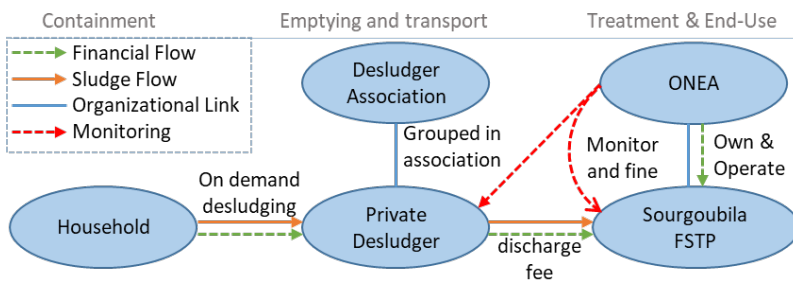 Containment
Emptying and transport
Treatment & End-Use
Financial Flow
Sludge Flow
Organizational Link
Monitoring
Desludger
Association
ONEA
Grouped in
association
Monitor
and fine
Own &
Operate
On demand
desludging
Household
Private
Desludger
discharge
fee
Sourgoubila
FSTP